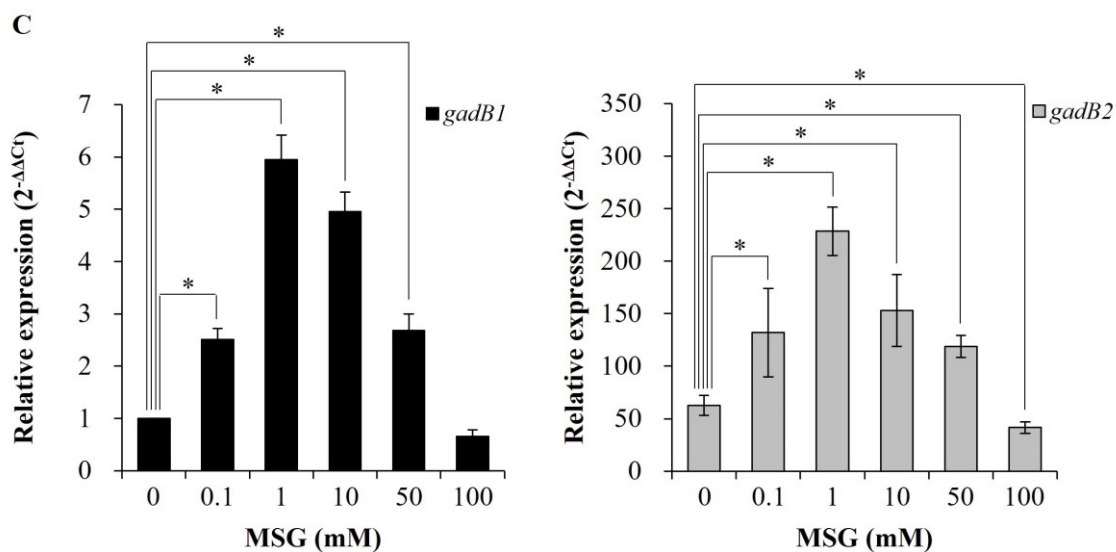 C
*
*
*
*
gadB1
Relative expression (2-ΔΔCt)
7
6
5
4
3
2
1
0
0 0.1 1 10 50 100
MSG (mM)
*
*
*
*
*
gadB2
Relative expression (2-ΔΔCt)
350
300
250
200
150
100
50
0
0 0.1 1 10 50 100
MSG (mM)